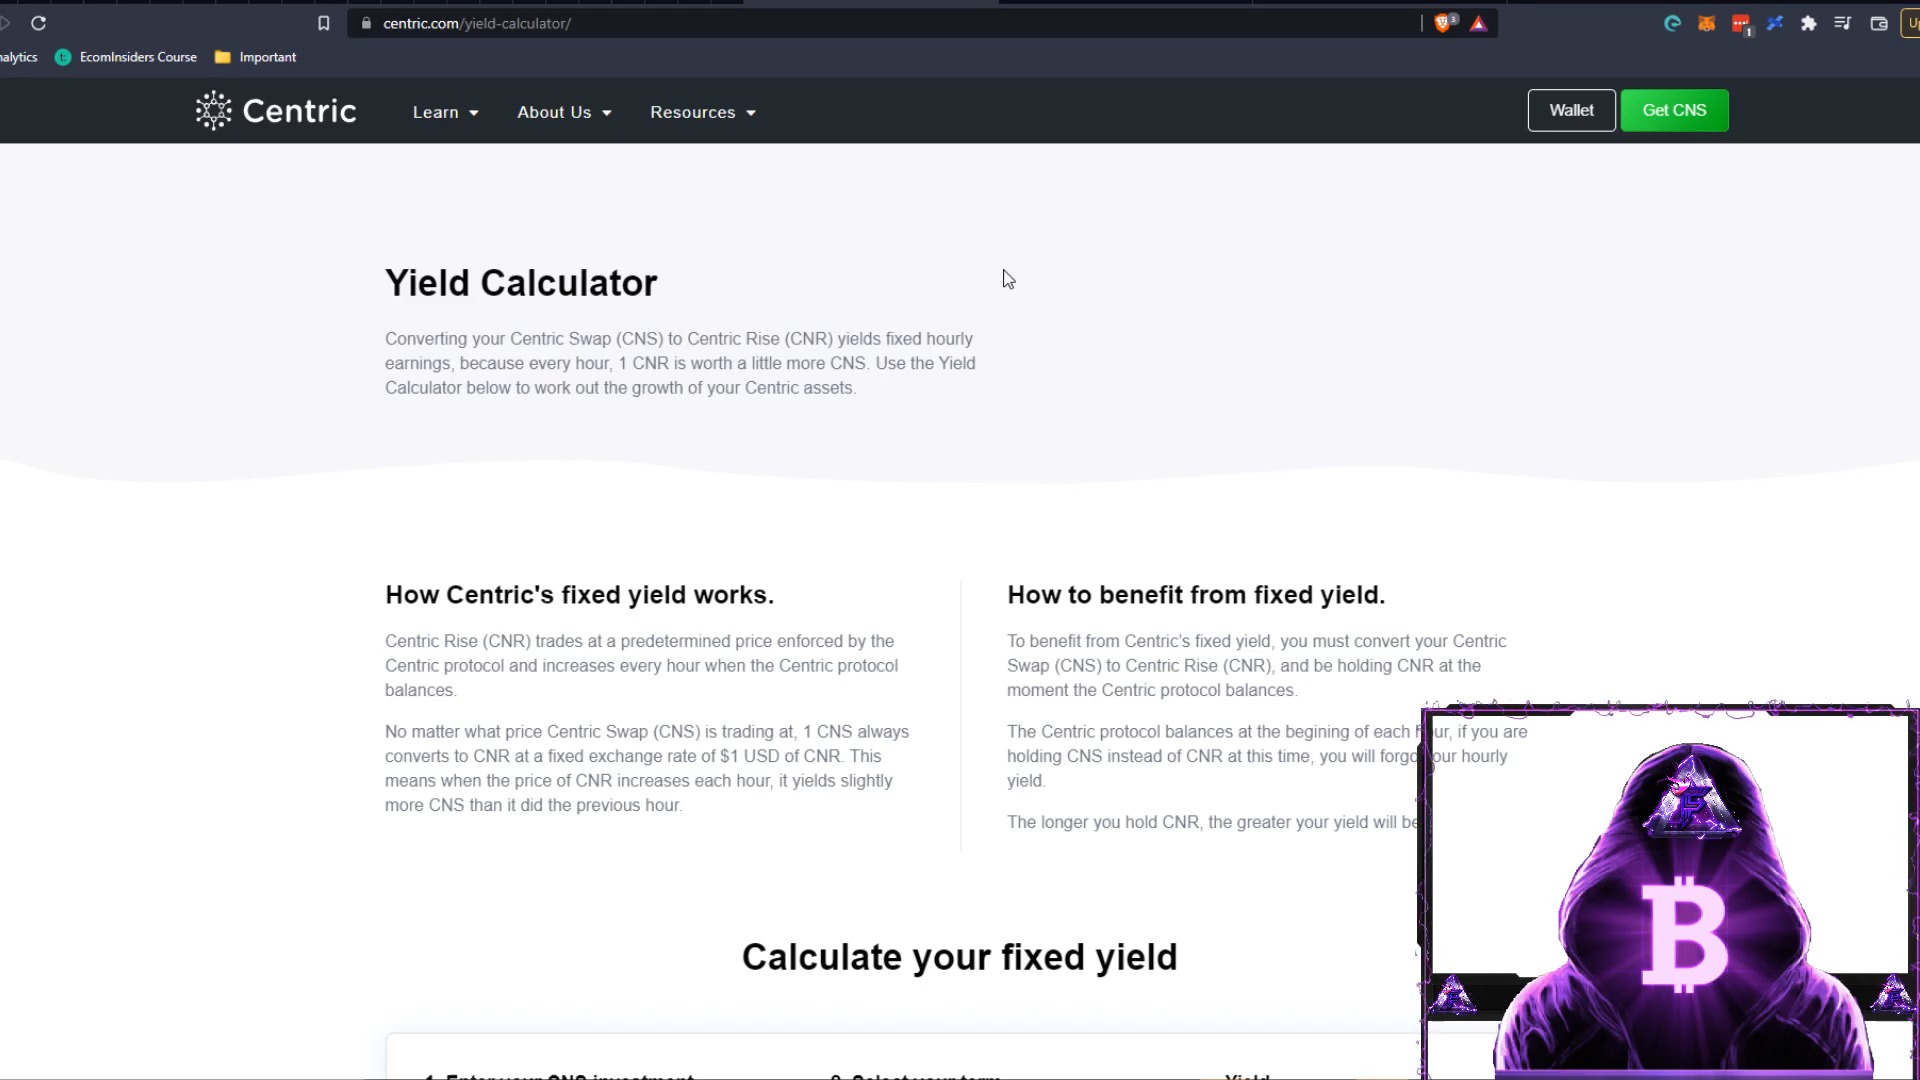 centric.com/yield-calculator/
3
1
EcomInsiders Course
Important
Centric
Learn
About Us
Resources
Wallet
Get CNS
Yield Calculator
Converting your Centric Swap (CNS) to Centric Rise (CNR) yields fixed hourly
earnings, because every hour, 1 CNR is worth a little more CNS. Use the Yield
Calculator below to work out the growth of your Centric assets.
How Centric's fixed yield works.
Centric Rise (CNR) trades at a predetermined price enforced by the
Centric protocol and increases every hour when the Centric protocol
balances.
No matter what price Centric Swap (CNS) is trading at, 1 CNS always
converts to CNR at a fixed exchange rate of $1 USD of CNR. This
means when the price of CNR increases each hour, it yields slightly
more CNS than it did the previous hour.
How to benefit from fixed yield.
To benefit from Centric's fixed yield, you must convert your Centric
Swap (CNS) to Centric Rise (CNR), and be holding CNR at the
moment the Centric protocol balances.
The Centric protocol balances at the begining of each if you are
holding CNS instead of CNR at this time, you will hourly
yield.
The longer you hold CNR, the greater your yield will be
Calculate your fixed yield